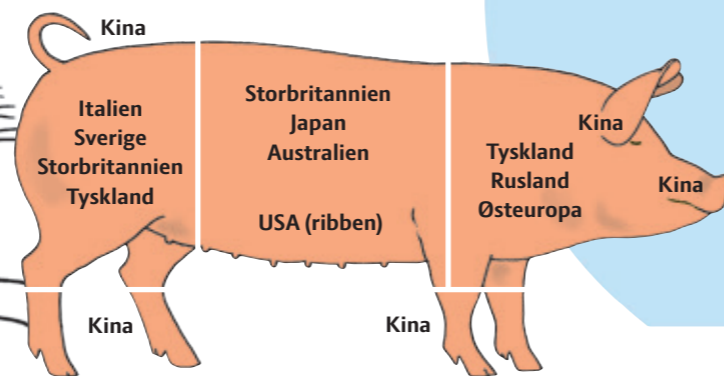 Kina
Italien
Sverige
Storbritannien
Tyskland
Storbritannien
Japan
Australien
USA (ribben)
Tyskland
Rusland
Østeuropa
Kina
Kina
Kina
Kina